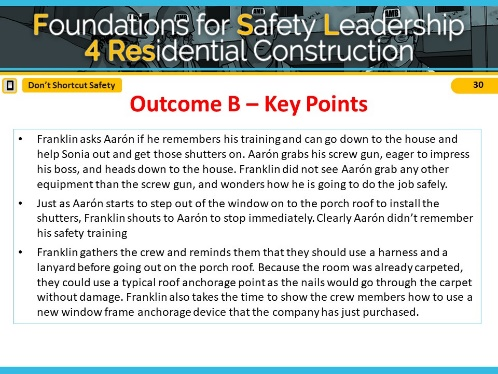 Foundations for Safety Leadership
4 Residential Construction
Don't Shortcut Safety
30
Outcome B – Key Points
• Franklin asks Aarón if he remembers his training and can go down to the house and
help Sonia out and get those shutters on. Aarón grabs his screw gun, eager to impress
his boss, and heads down to the house. Franklin did not see Aarón grab any other
equipment than the screw gun, and wonders how he is going to do the job safely.
• Just as Aarón starts to step out of the window on to the porch roof to install the
shutters, Franklin shouts to Aarón to stop immediately. Clearly Aarón didn't remember
his safety training
• Franklin gathers the crew and reminds them that they should use a harness and a
lanyard before going out on the porch roof. Because the room was already carpeted,
they could use a typical roof anchorage point as the nails would go through the carpet
without damage. Franklin also takes the time to show the crew members how to use a
new window frame anchorage device that the company has just purchased.